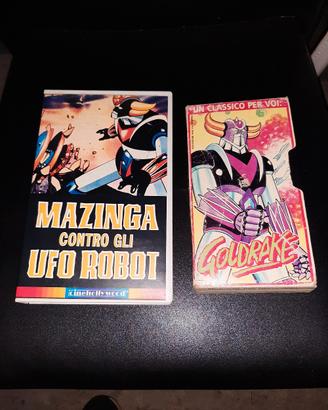 MAZINGA
CONTRO GLI
UFO ROBOT
cinehollywood
UN CLASSICO PER VOI:
GOLDRAKE